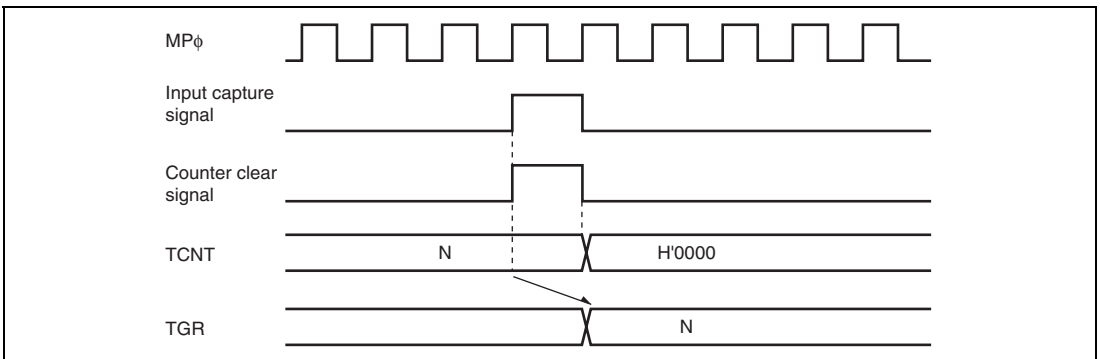 MPφ
Input capture
signal
Counter clear
signal
TCNT
N
H'0000
TGR
N